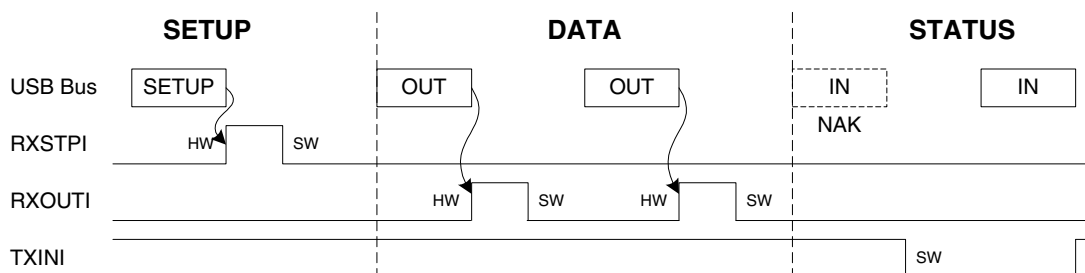 SETUP DATA STATUS
USB Bus SETUP OUT OUT IN IN
NAK
RXSTPI HW SW
RXOUTI HW SW HW SW
TXINI SW